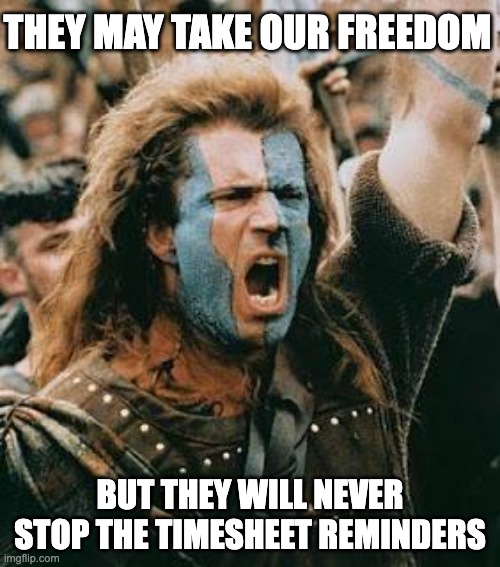 THEY MAY TAKE OUR FREEDOM
BUT THEY WILL NEVER
STOP THE TIMESHEET REMINDERS
imgflip.com